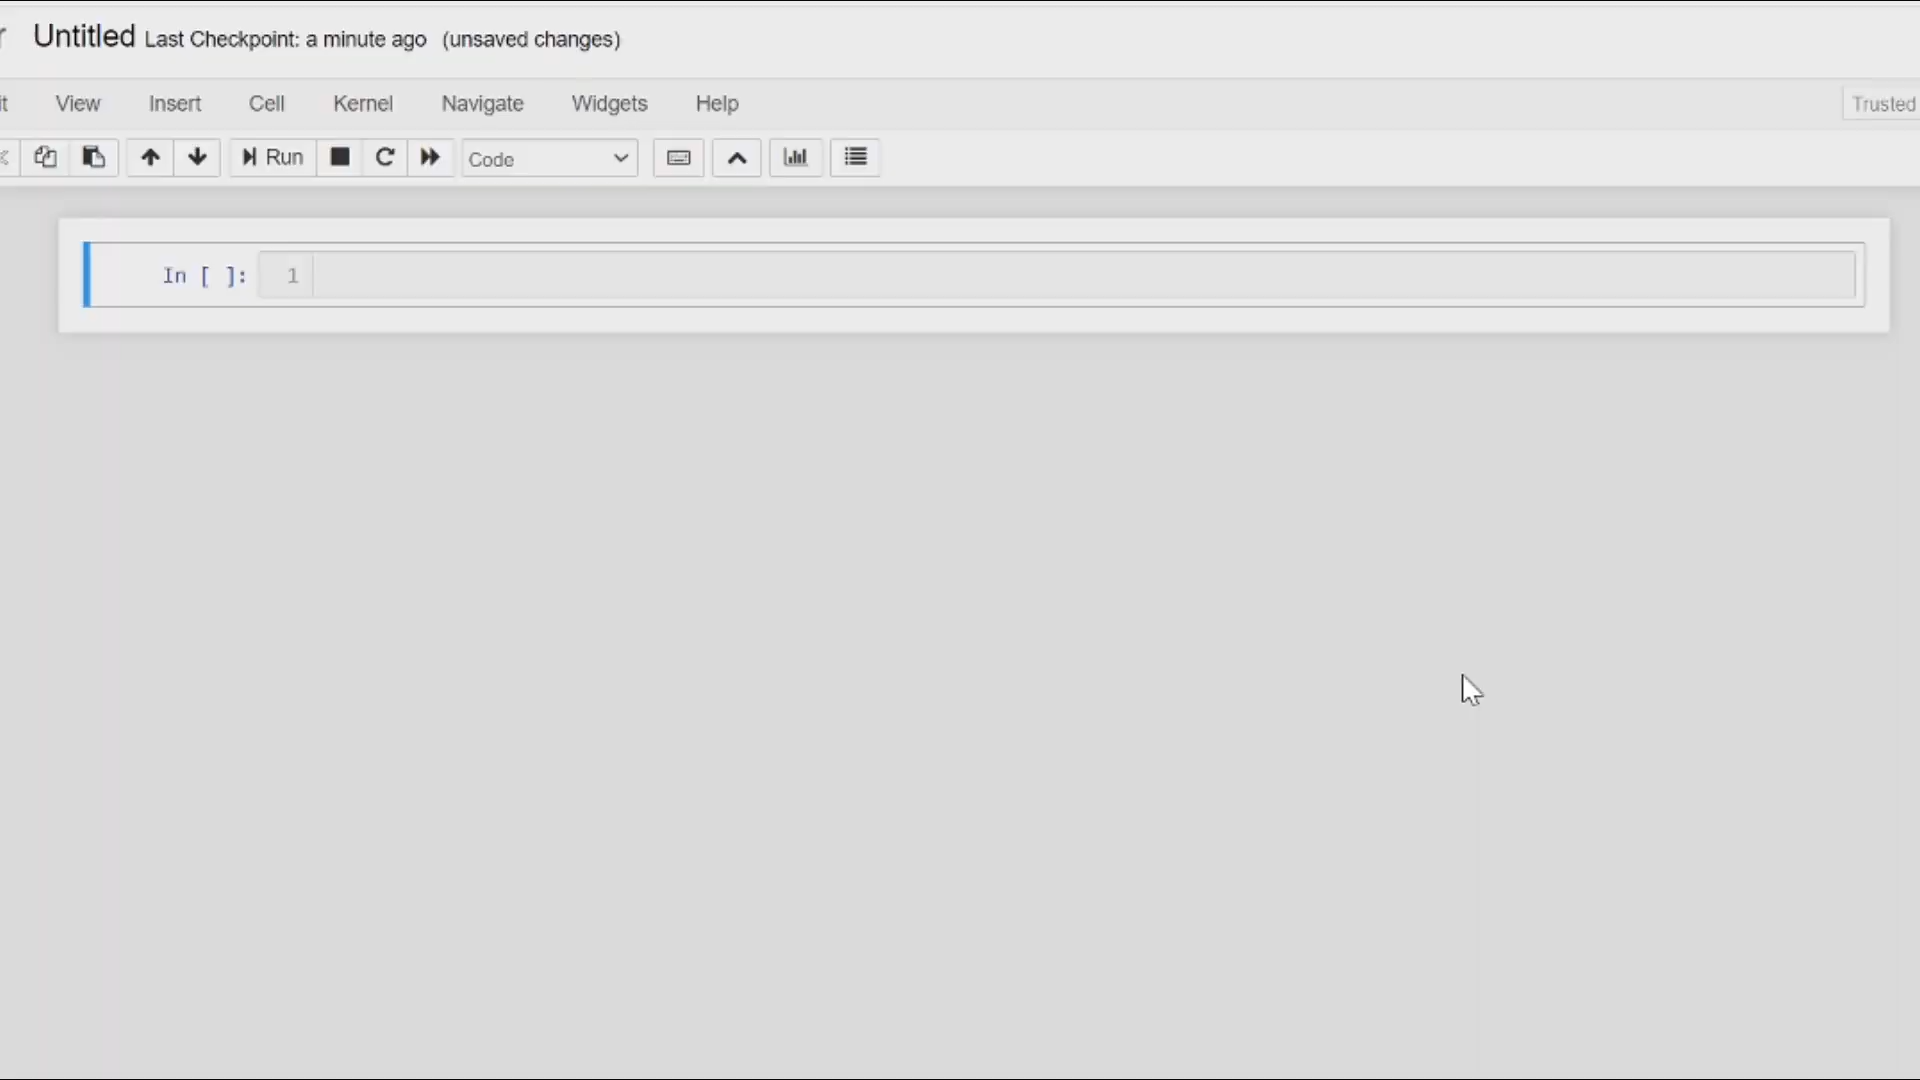 Untitled Last Checkpoint: a minute ago (unsaved changes)
View Insert Cell Kernel Navigate Widgets Help Trusted
Run Code
In [ ]: 1